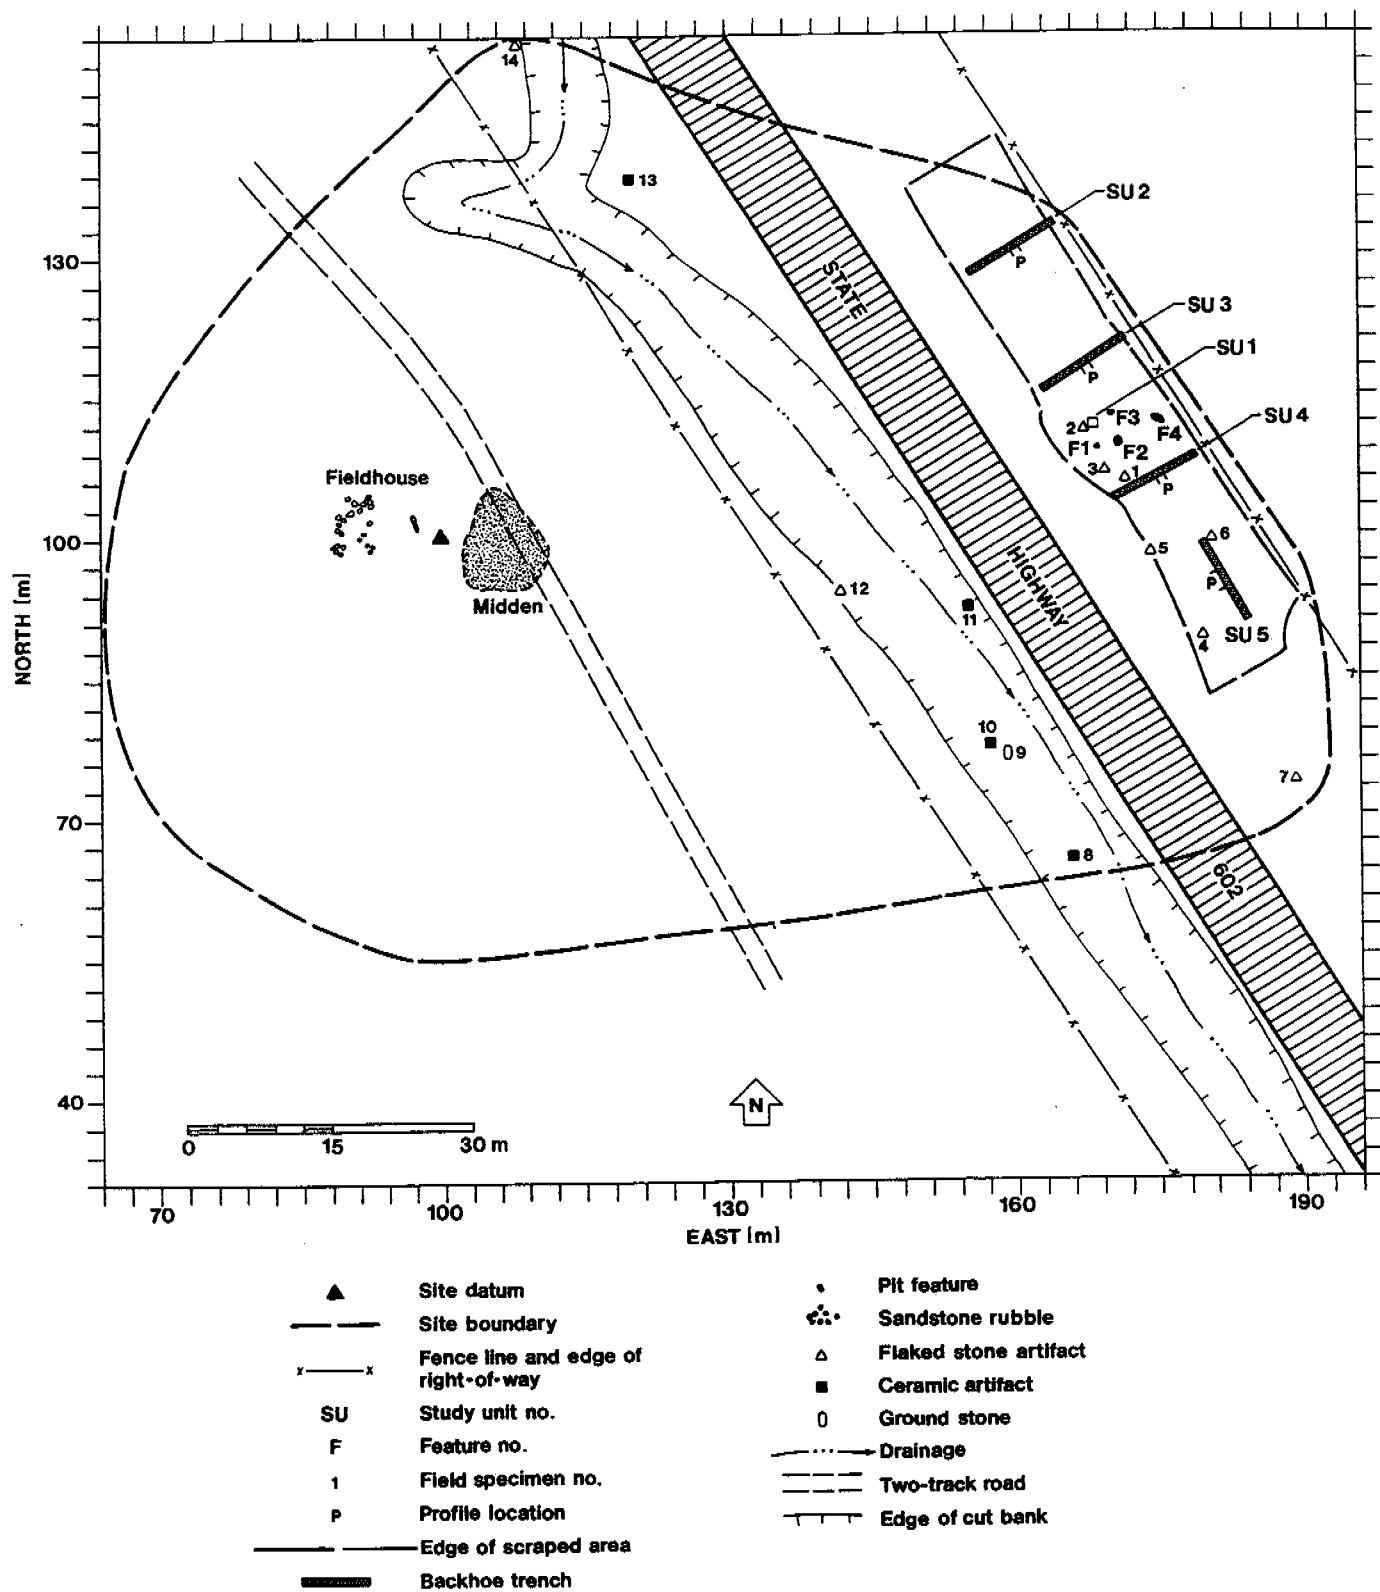 14
13
SU 2
P
130
STATE
SU 3
P
SU 1
2
F3
F4
SU 4
F1
F2
3
1
P
Fieldhouse
100
6
5
HIGHWAY
P
12
Midden
11
4
SU 5
NORTH [m]
10
9
7
70
8
602
40
N
0
15
30 m
70
100
130
160
190
EAST [m]
Site datum
Site boundary
x x Fence line and edge of
right-of-way
SU Study unit no.
F Feature no.
1 Field specimen no.
P Profile location
Edge of scraped area
Backhoe trench
Pit feature
Sandstone rubble
Flaked stone artifact
Ceramic artifact
Ground stone
Drainage
Two-track road
Edge of cut bank